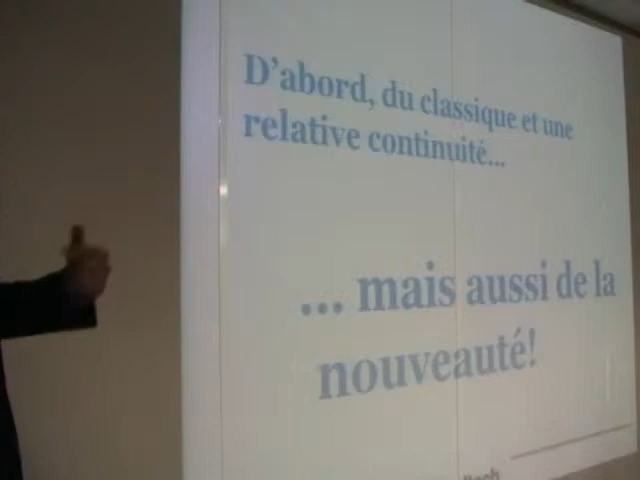 D'abord, du classique et une
relative continuité...
... mais aussi de la
nouveauté!